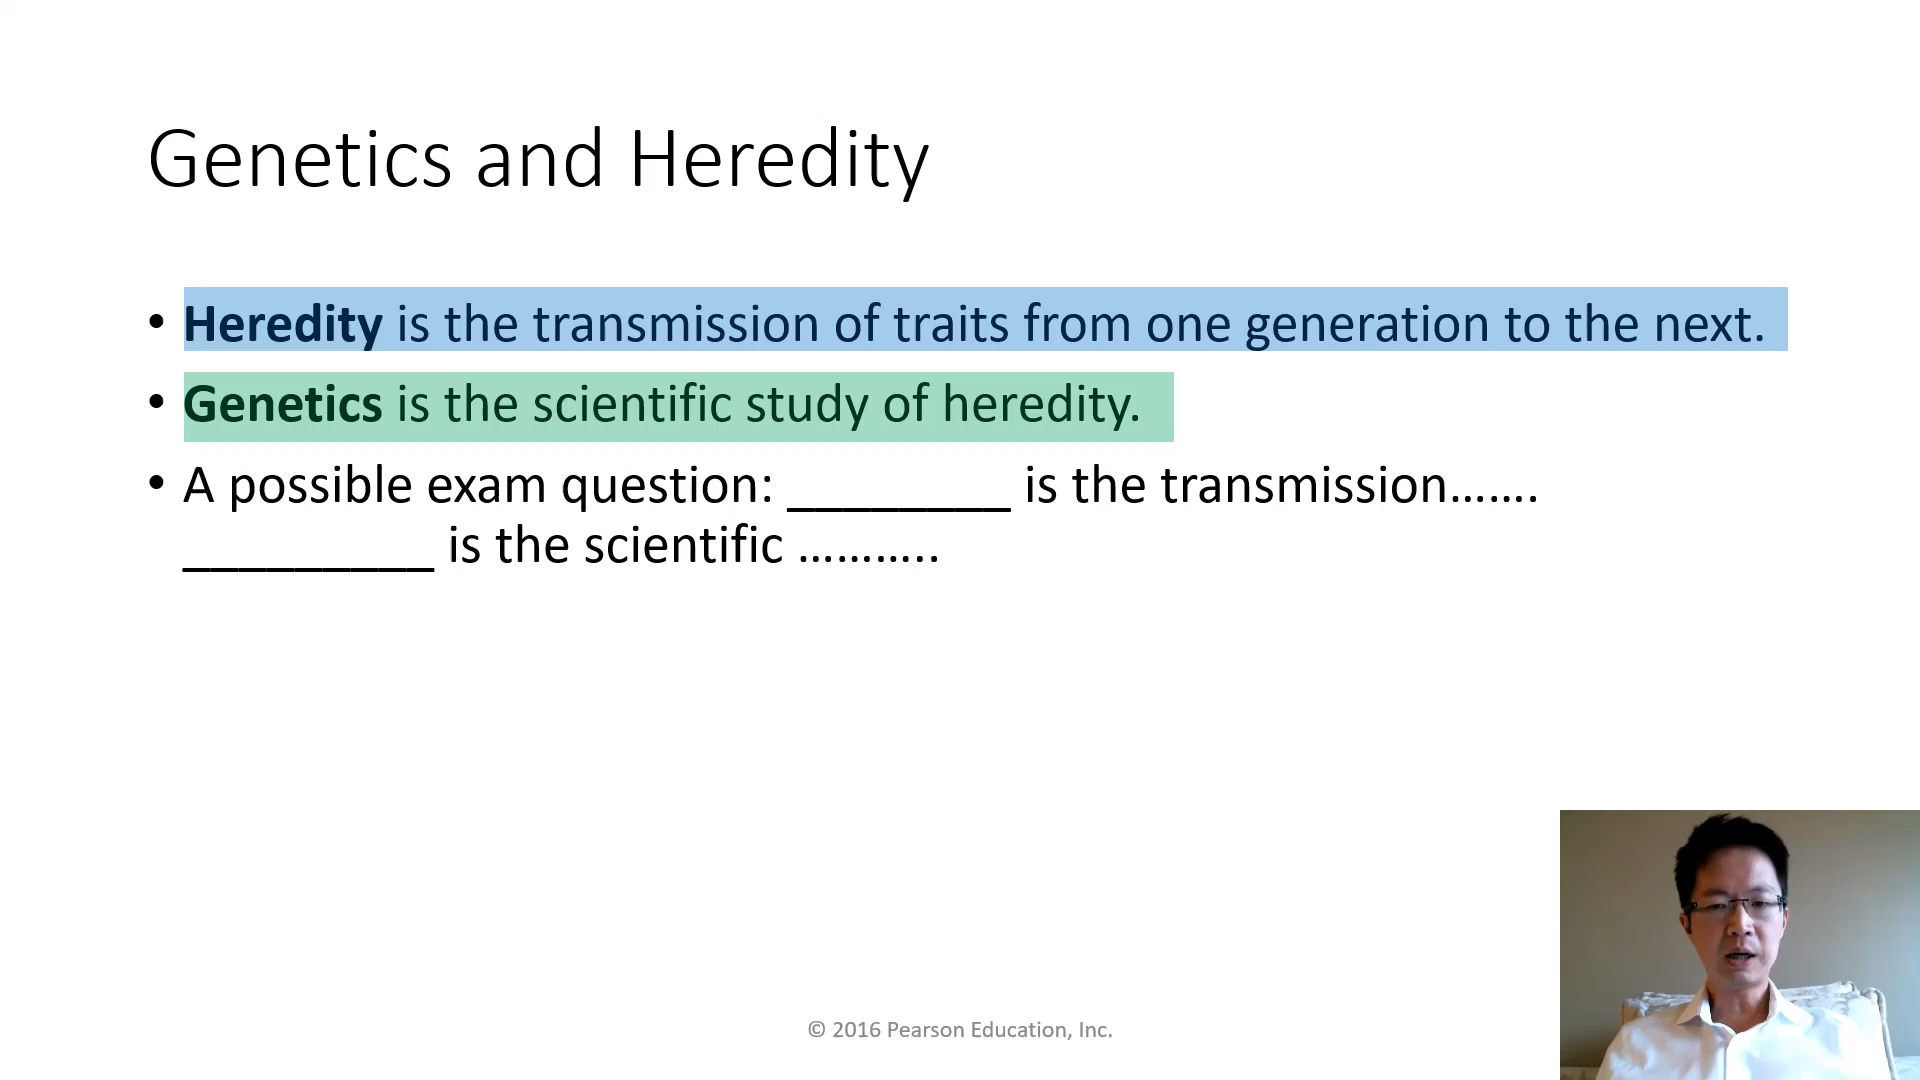 Genetics and Heredity
• Heredity is the transmission of traits from one generation to the next.
• Genetics is the scientific study of heredity.
• A possible exam question: ________ is the transmission…….
_________ is the scientific ………..
© 2016 Pearson Education, Inc.